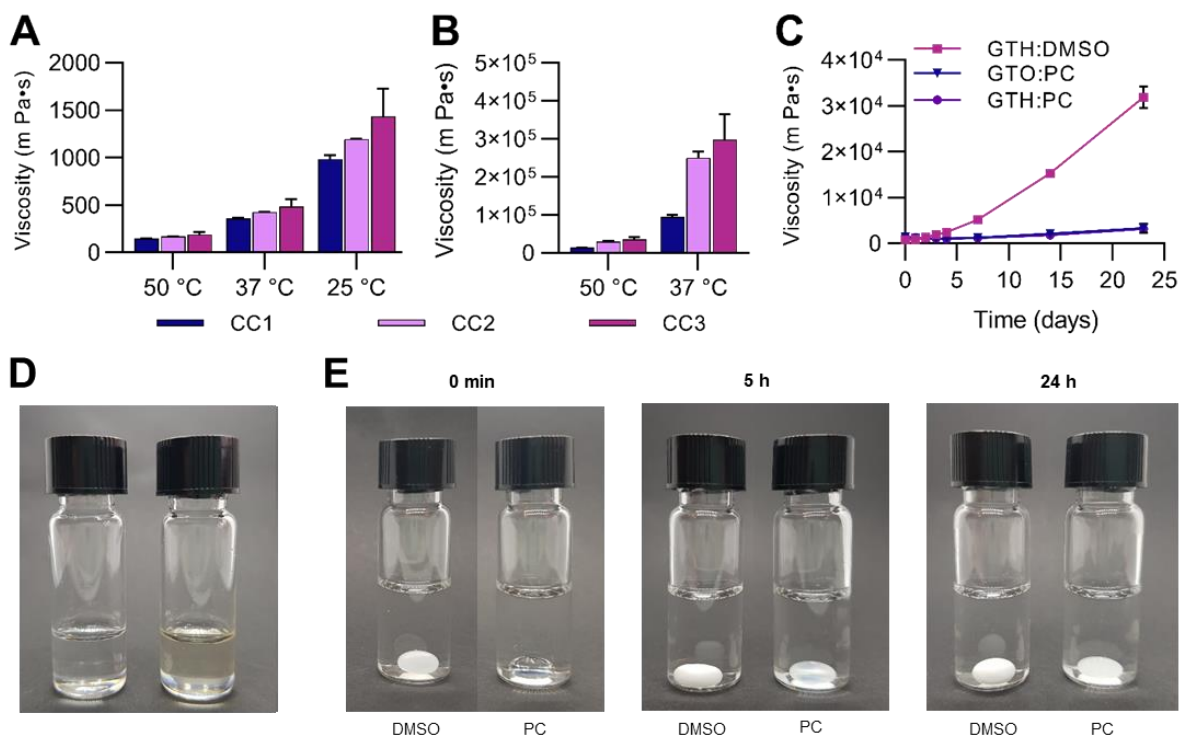 A
Viscosity (m Pa•s)
2000
1500
1000
500
0
50 °C
37 °C
25 °C
B
Viscosity (m Pa•s)
5×10⁵
4×10⁵
3×10⁵
2×10⁵
1×10⁵
0
50 °C
37 °C
CC1
CC2
CC3
C
GTH:DMSO
GTO:PC
GTH:PC
Viscosity (m Pa•s)
4×10⁴
3×10⁴
2×10⁴
1×10⁴
0
0
5
10
15
20
25
Time (days)
D
E
0 min
5 h
24 h
DMSO
PC
DMSO
PC
DMSO
PC